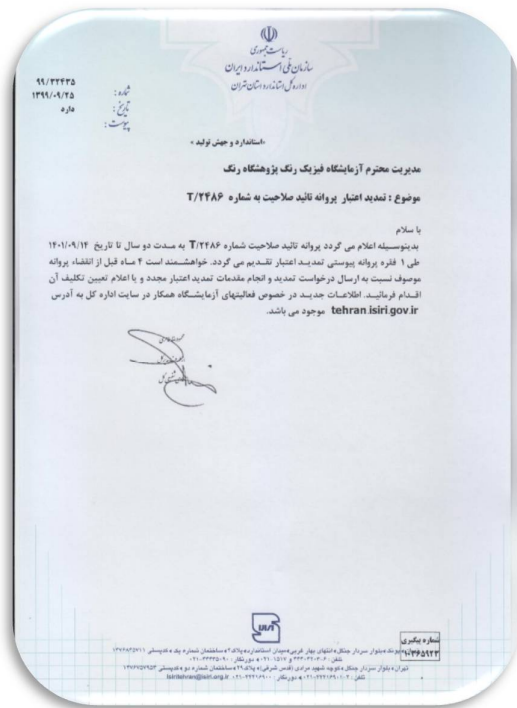 ریاست جمهوری
سازمان ملی استاندارد ایران
اداره کل استاندارد استان تهران
شماره : ۹۹/۳۲۴۳۵
تاریخ : ۱۳۹۹/۰۹/۲۵
پیوست : دارد
«استاندارد و جهش تولید »
مدیریت محترم آزمایشگاه فیزیک رنگ پژوهشگاه رنگ
موضوع : تمدید اعتبار پروانه تائید صلاحیت به شماره T/۲۴۸۶
با سلام
بدینوسیله اعلام می گردد پروانه تائید صلاحیت شماره T/۲۴۸۶ به مدت دو سال تا تاریخ ۱۴۰۱/۰۹/۱۴
طی ۱ فقره پروانه پیوستی تمدید اعتبار تقدیم می گردد. خواهشمند است ۴ ماه قبل از انقضاء پروانه
موصوف نسبت به ارسال درخواست تمدید و انجام مقدمات تمدید اعتبار مجدد و یا اعلام تعیین تکلیف آن
اقدام فرمائید. اطلاعات جدید در خصوص فعالیتهای آزمایشگاه همکار در سایت اداره کل به آدرس
tehran.isiri.gov.ir موجود می باشد.
شماره پیگیری